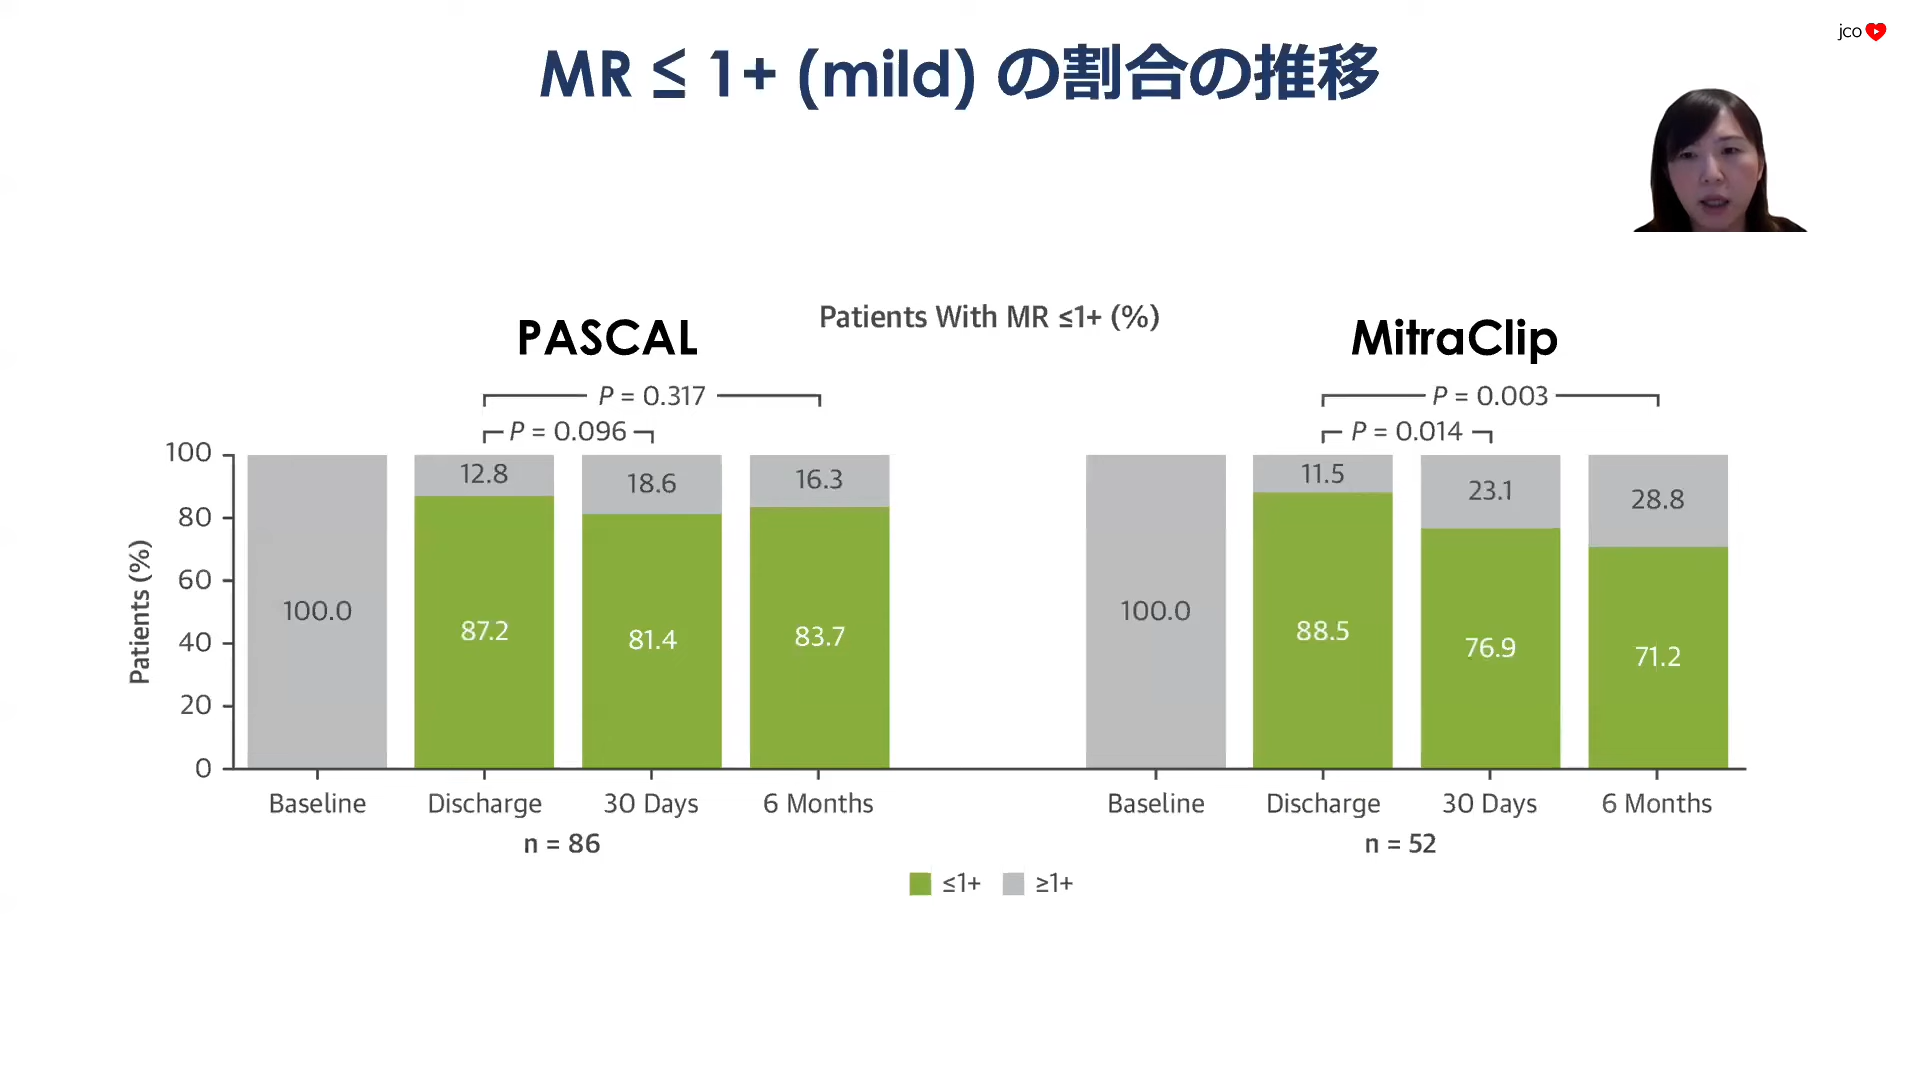 jco
MR ≤ 1+ (mild) の割合の推移
Patients With MR ≤1+ (%)
PASCAL
MitraClip
P = 0.317
P = 0.003
P = 0.096
P = 0.014
Patients (%)
100
80
60
40
20
0
100.0
12.8
87.2
18.6
81.4
16.3
83.7
100.0
11.5
88.5
23.1
76.9
28.8
71.2
Baseline Discharge 30 Days 6 Months
Baseline Discharge 30 Days 6 Months
n = 86
n = 52
≤1+ ≥1+